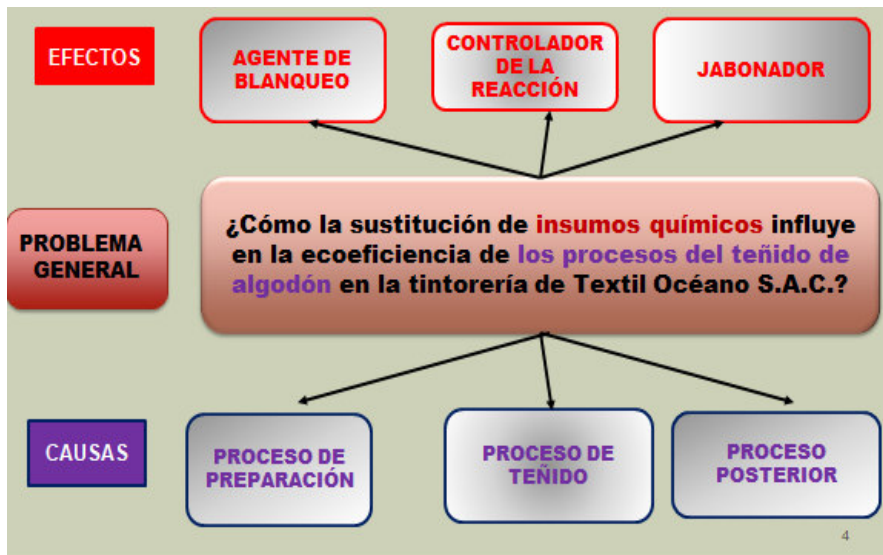 EFECTOS
AGENTE DE
BLANQUEO
CONTROLADOR
DE LA
REACCIÓN
JABONADOR
PROBLEMA
GENERAL
¿Cómo la sustitución de insumos químicos influye
en la ecoeficiencia de los procesos del teñido de
algodón en la tintorería de Textil Océano S.A.C.?
CAUSAS
PROCESO DE
PREPARACIÓN
PROCESO DE
TEÑIDO
PROCESO
POSTERIOR
4